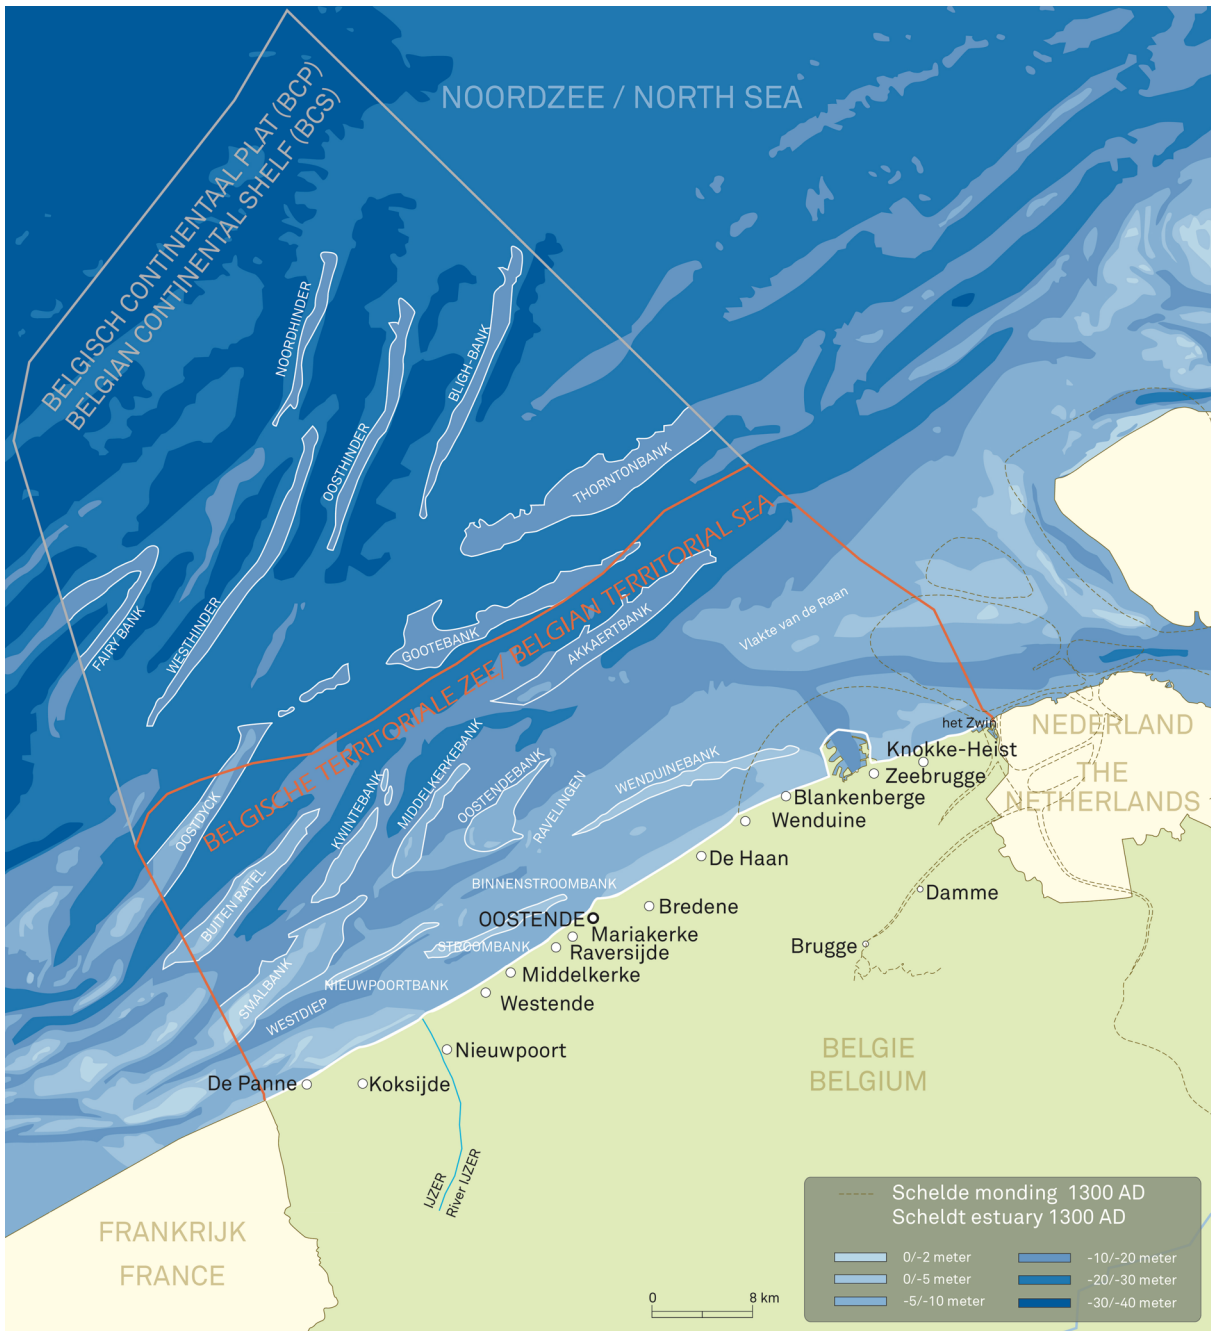 NOORDZEE / NORTH SEA
BELGISCH CONTINENTAAL PLAT (BCP)
BELGIAN CONTINENTAL SHELF (BCS)
NOORDHINDER
OOSTHINDER
BLIGH-BANK
THORNTONBANK
FAIRY BANK
WESTHINDER
GOOTEBANK
AKKAERTBANK
BELGISCHE TERRITORIALE ZEE/ BELGIAN TERRITORIAL SEA
Vlakte van de Raan
OOSTDYCK
BUITEN RATEL
KWINTEBANK
MIDDELKERKEBANK
OOSTENDEBANK
RAVELINGEN
WENDUINEBANK
BINNENSTROOMBANK
STROOMBANK
NIEUWPOORTBANK
SMALBANK
WESTDIEP
het Zwin
Knokke-Heist
Zeebrugge
Blankenberge
Wenduine
De Haan
Bredene
OOSTENDE
Mariakerke
Raversijde
Middelkerke
Westende
Nieuwpoort
Koksijde
De Panne
Damme
Brugge
NEDERLAND
THE
NETHERLANDS
BELGIE
BELGIUM
FRANKRIJK
FRANCE
IJZER
River IJZER
Schelde monding 1300 AD
Scheldt estuary 1300 AD
0/-2 meter
0/-5 meter
-5/-10 meter
-10/-20 meter
-20/-30 meter
-30/-40 meter
0 8 km